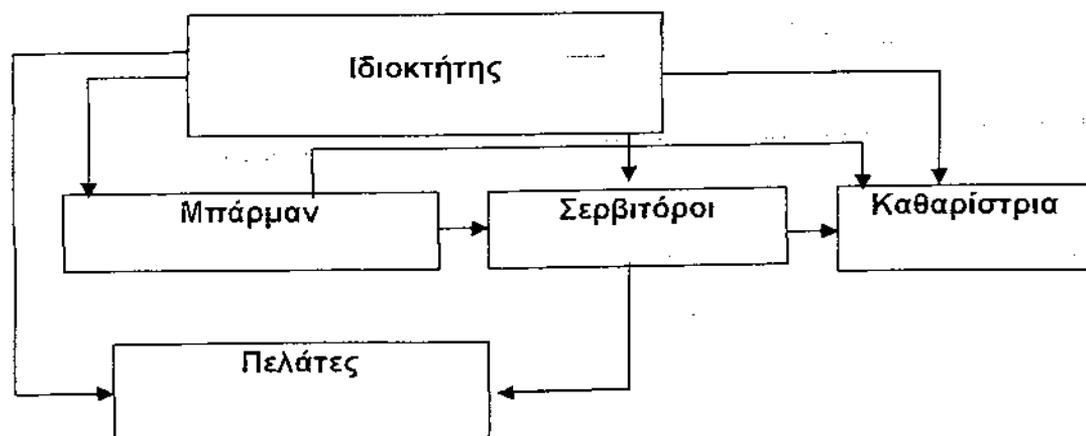 Ιδιοκτήτης
Μπάρμαν
Σερβιτόροι
Καθαρίστρια
Πελάτες